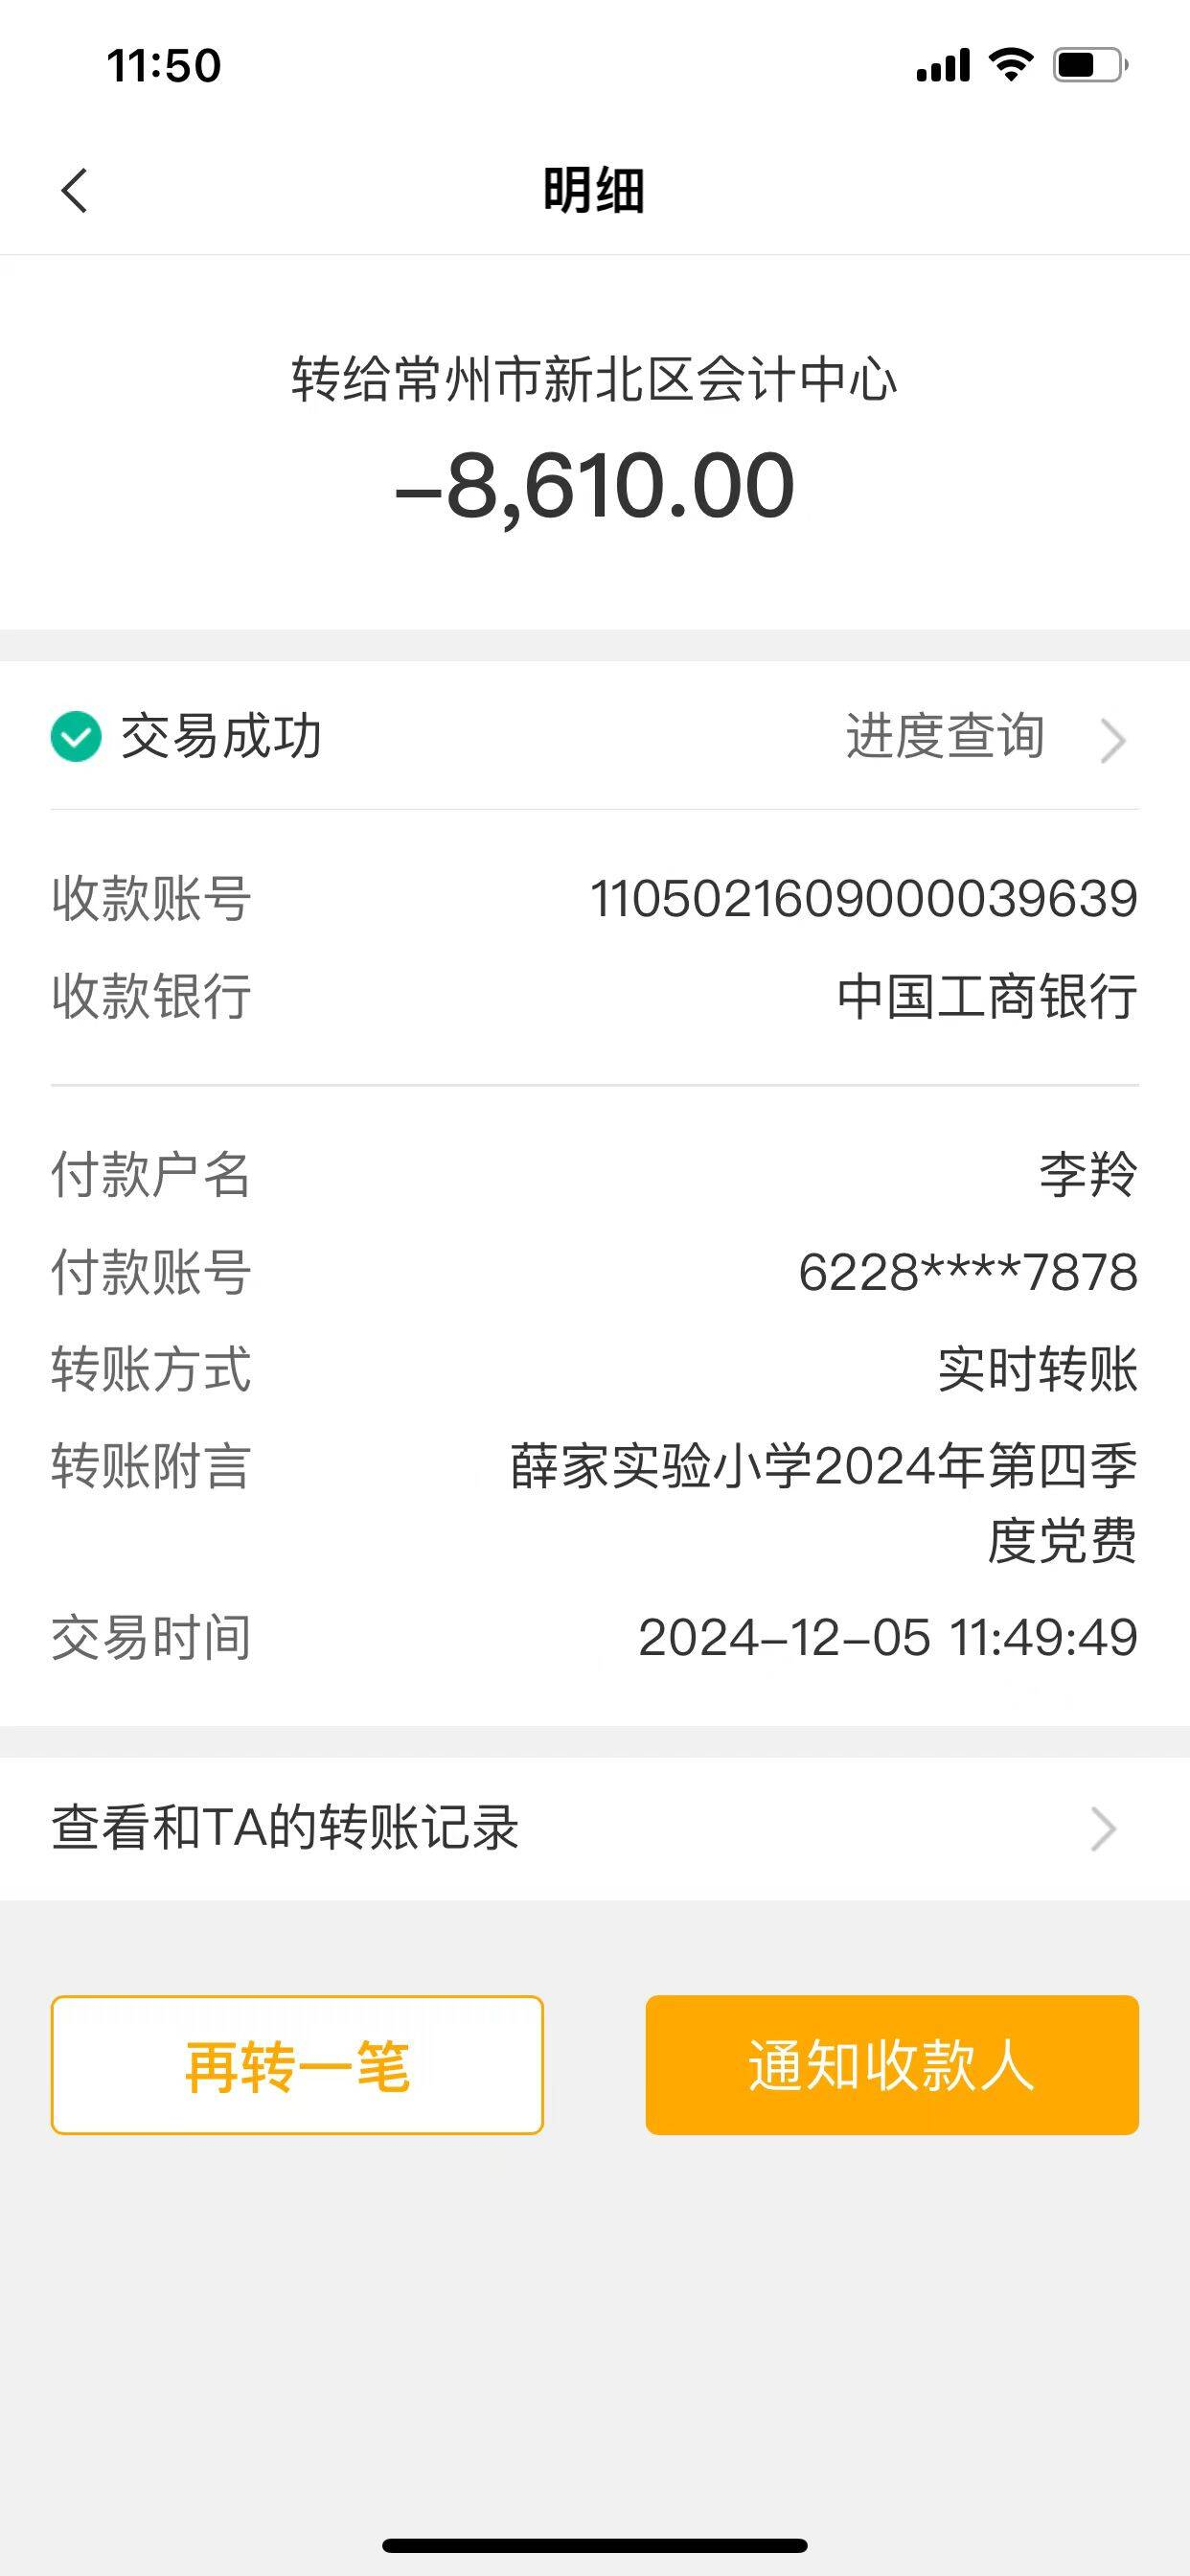 11:50
明细
转给常州市新北区会计中心
-8,610.00
交易成功 进度查询
收款账号 1105021609000039639
收款银行 中国工商银行
付款户名 李羚
付款账号 6228****7878
转账方式 实时转账
转账附言 薛家实验小学2024年第四季
度党费
交易时间 2024-12-05 11:49:49
查看和TA的转账记录
再转一笔 通知收款人